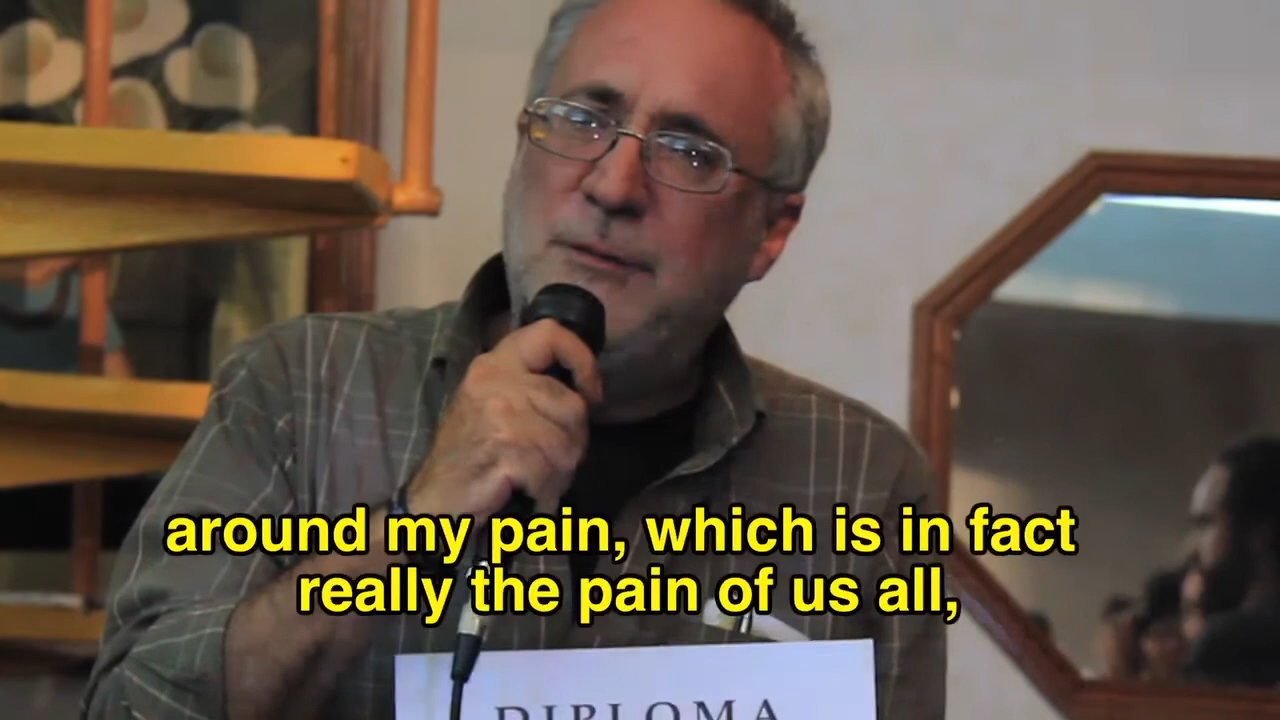 around my pain, which is in fact
really the pain of us all,
DIPLOMA